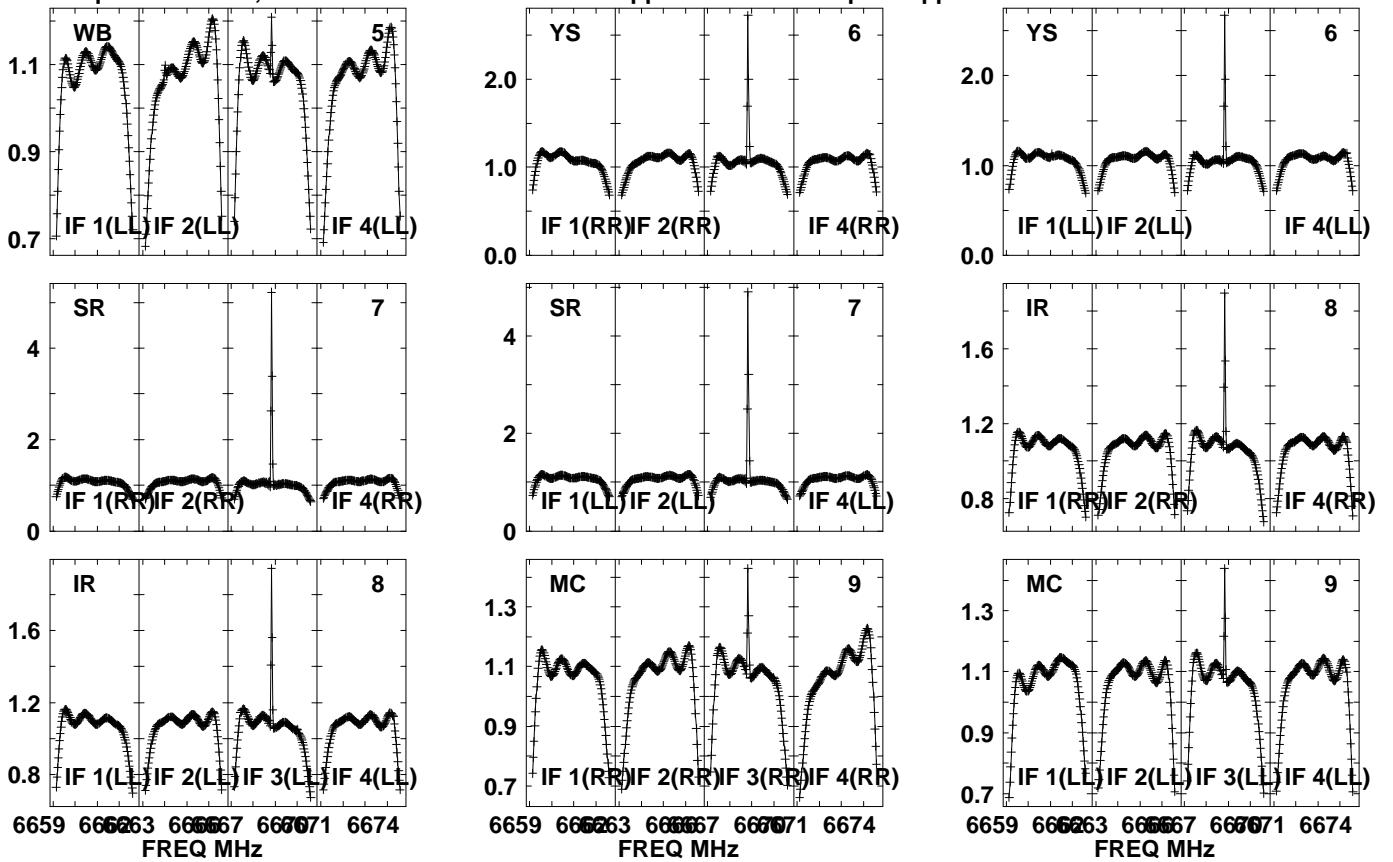 WB 5
1.1
0.9
0.7
IF 1(LL) IF 2(LL) IF 4(LL)
YS 6
2.0
1.0
0.0
IF 1(RR) IF 2(RR) IF 4(RR)
YS 6
2.0
1.0
0.0
IF 1(LL) IF 2(LL) IF 4(LL)
SR 7
4
2
0
IF 1(RR) IF 2(RR) IF 4(RR)
SR 7
4
2
0
IF 1(LL) IF 2(LL) IF 4(LL)
IR 8
1.6
1.2
0.8
IF 1(RR) IF 2(RR) IF 4(RR)
IR 8
1.6
1.2
0.8
IF 1(LL) IF 2(LL) IF 3(LL) IF 4(LL)
6659 6674
FREQ MHz
MC 9
1.3
1.1
0.9
0.7
IF 1(RR) IF 2(RR) IF 3(RR) IF 4(RR)
6659 6674
FREQ MHz
MC 9
1.3
1.1
0.9
0.7
IF 1(LL) IF 2(LL) IF 3(LL) IF 4(LL)
6659 6674
FREQ MHz